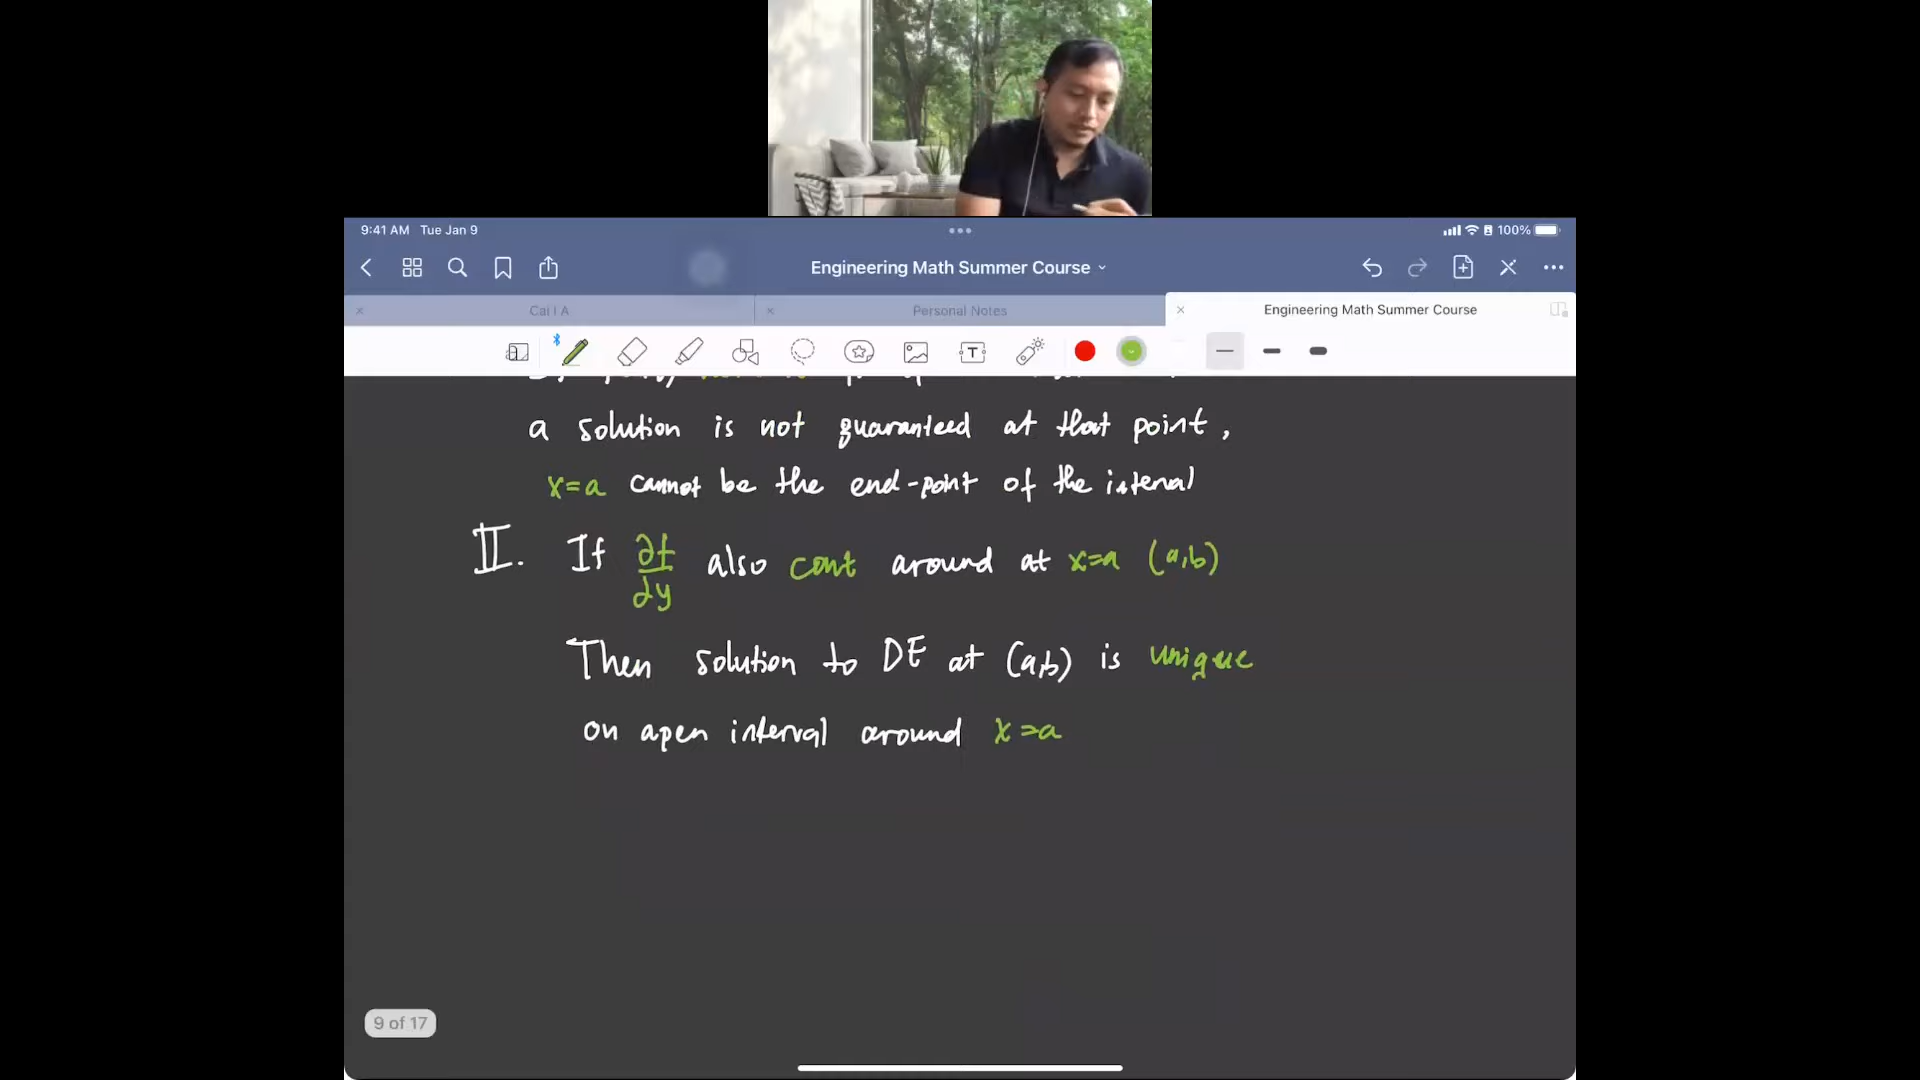 9:41 AM Tue Jan 9
100%
Engineering Math Summer Course
Cal I A
Personal Notes
Engineering Math Summer Course
a solution is not guaranteed at that point,
x=a cannot be the end-point of the interval
II. If ∂f/∂y also cont around at x=a (a,b)
Then solution to DE at (a,b) is unique
on open interval around x=a
9 of 17